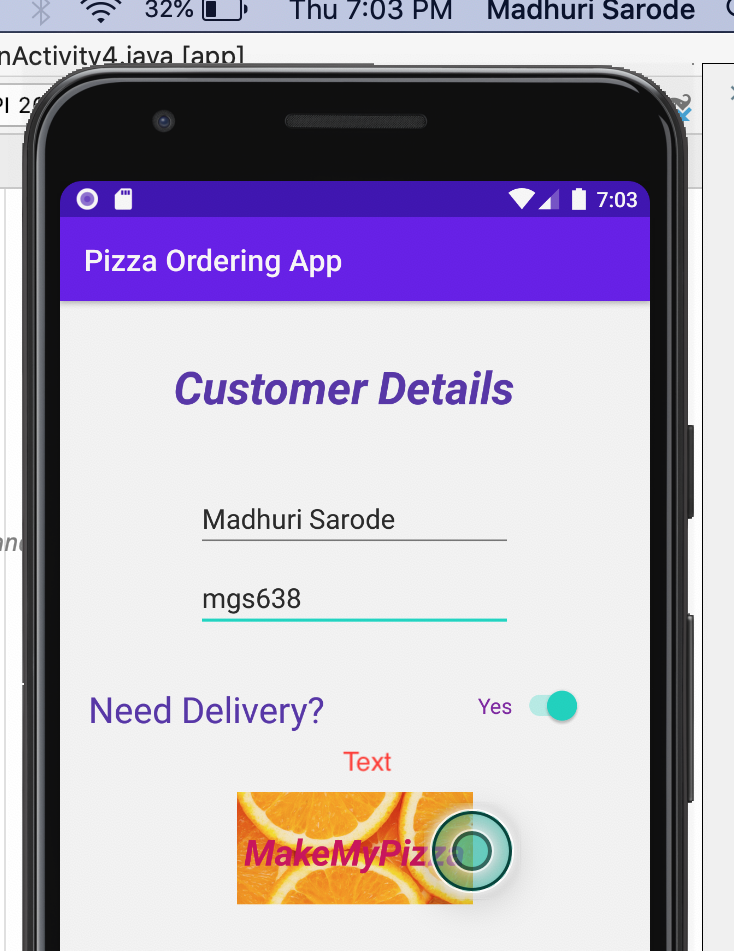 32% Thu 7:03 PM Madhuri Sarode
nActivity4.java [app]
7:03
Pizza Ordering App
Customer Details
Madhuri Sarode
mgs638
Need Delivery? Yes
Text
MakeMyPizza